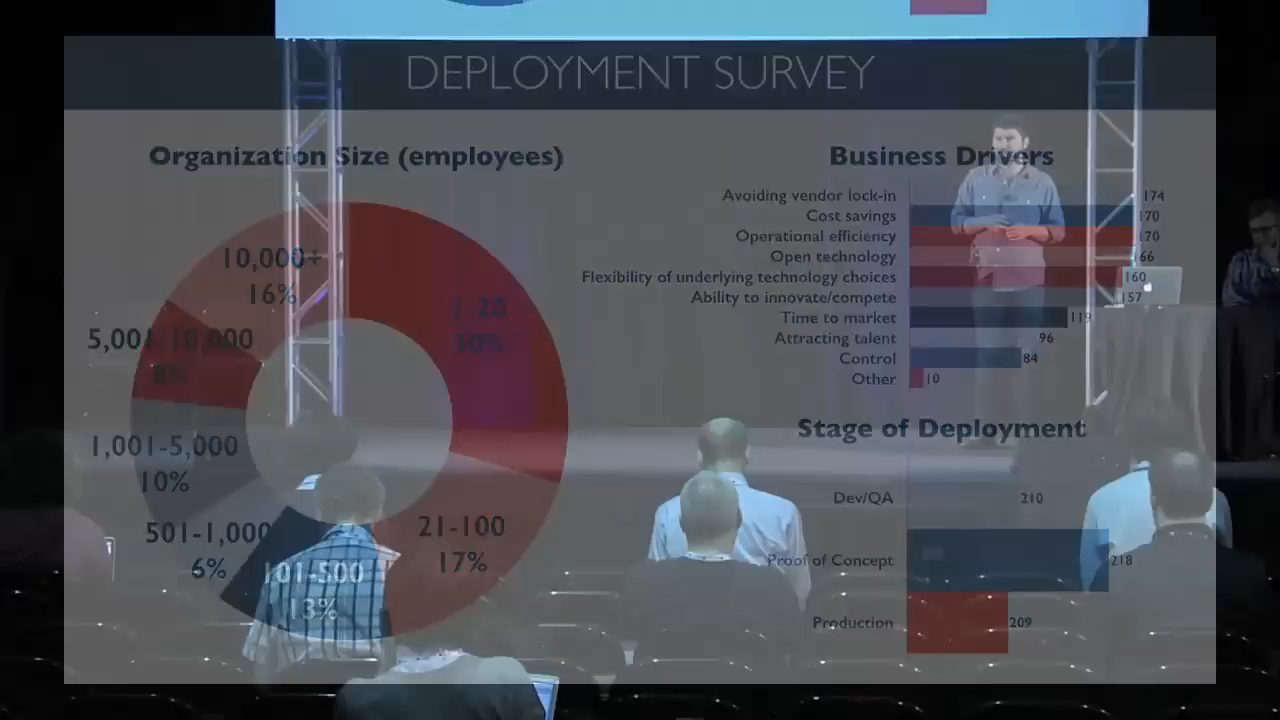 DEPLOYMENT SURVEY
Organization Size (employees)
10,000+
16%
5,001-10,000
8%
1,001-5,000
10%
501-1,000
6%
101-500
13%
21-100
17%
1-20
30%
Business Drivers
Avoiding vendor lock-in 174
Cost savings 170
Operational efficiency 170
Open technology 166
Flexibility of underlying technology choices 160
Ability to innovate/compete 157
Time to market 119
Attracting talent 96
Control 84
Other 10
Stage of Deployment
Dev/QA 210
Proof of Concept 218
Production 209